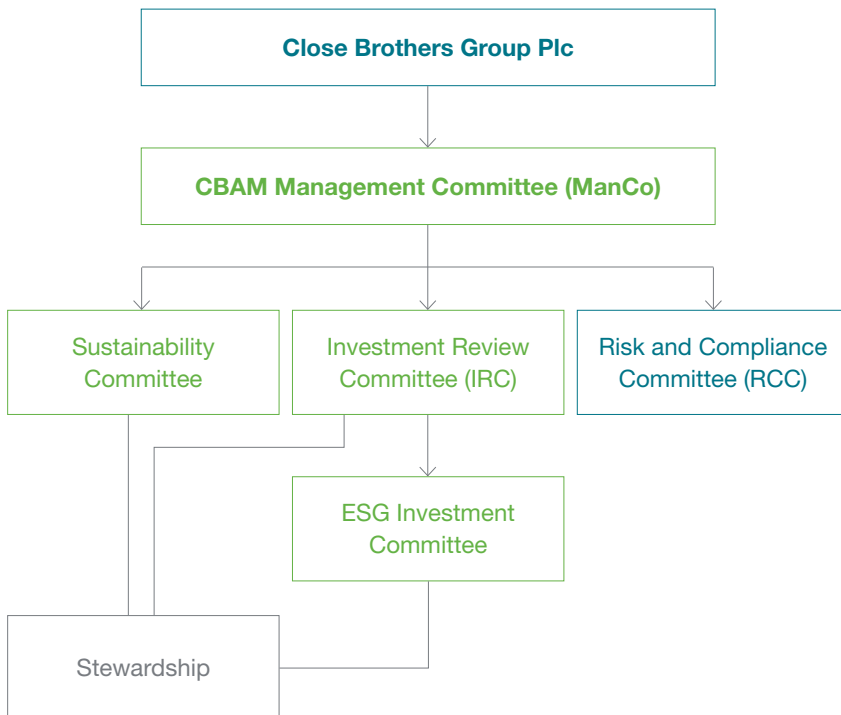 Close Brothers Group Plc
CBAM Management Committee (ManCo)
Sustainability
Committee
Investment Review
Committee (IRC)
Risk and Compliance
Committee (RCC)
ESG Investment
Committee
Stewardship